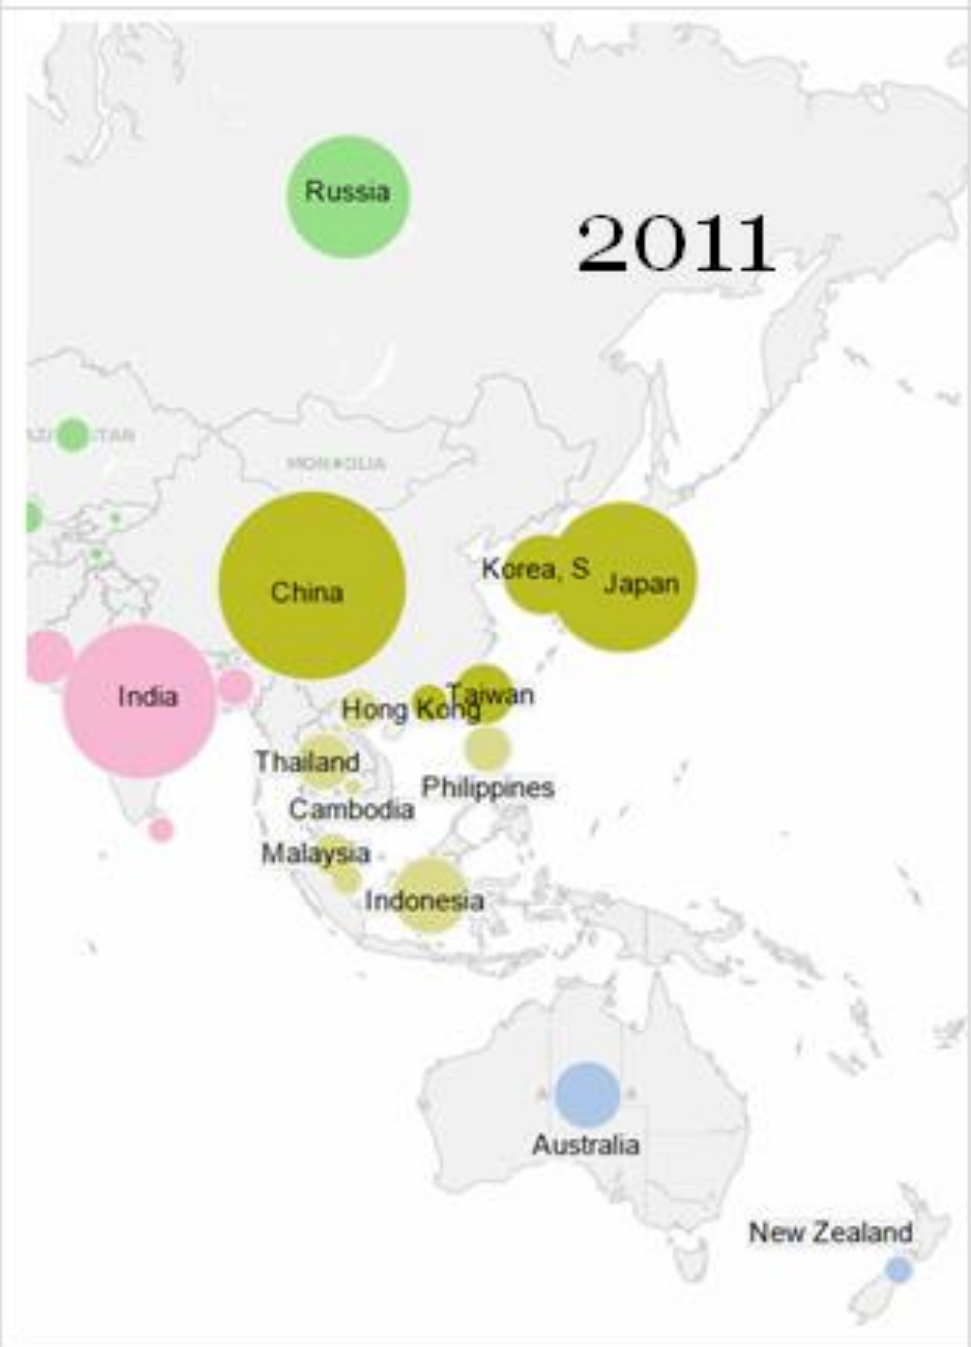 Russia
2011
MONGOLIA
China
Korea, S
Japan
India
Taiwan
Hong Kong
Thailand
Philippines
Cambodia
Malaysia
Indonesia
Australia
New Zealand